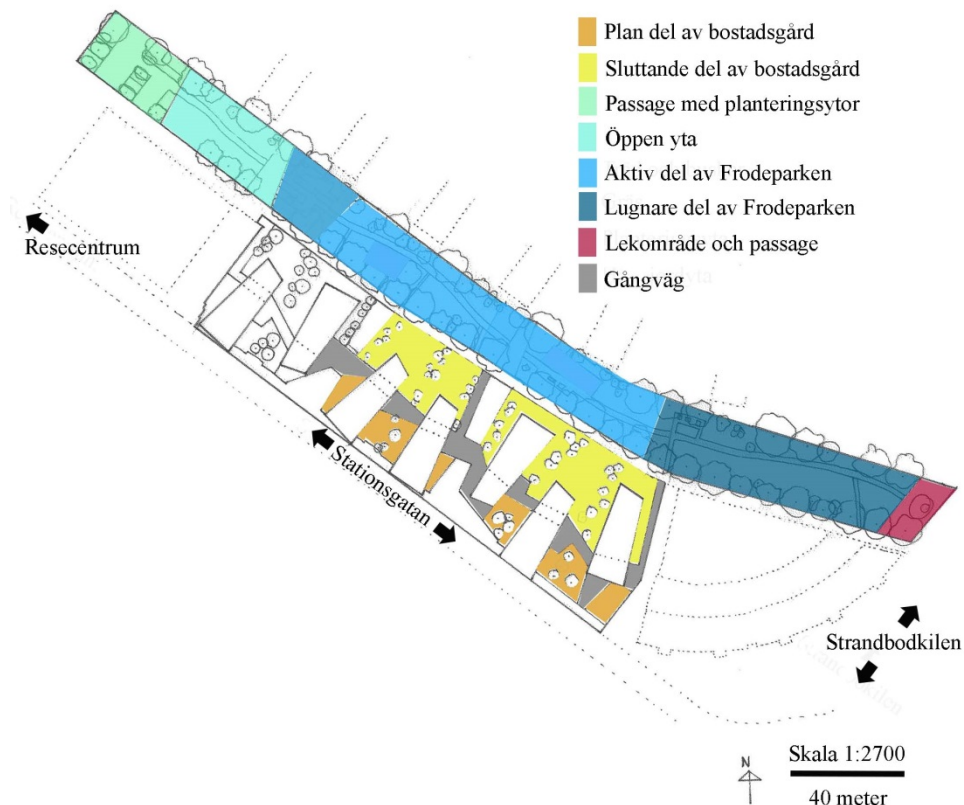 Plan del av bostadsgård
Sluttande del av bostadsgård
Passage med planteringsytor
Öppen yta
Aktiv del av Frodeparken
Lugnare del av Frodeparken
Lekområde och passage
Gångväg
Resecentrum
Stationsgatan
Strandbodkilen
N
Skala 1:2700
40 meter